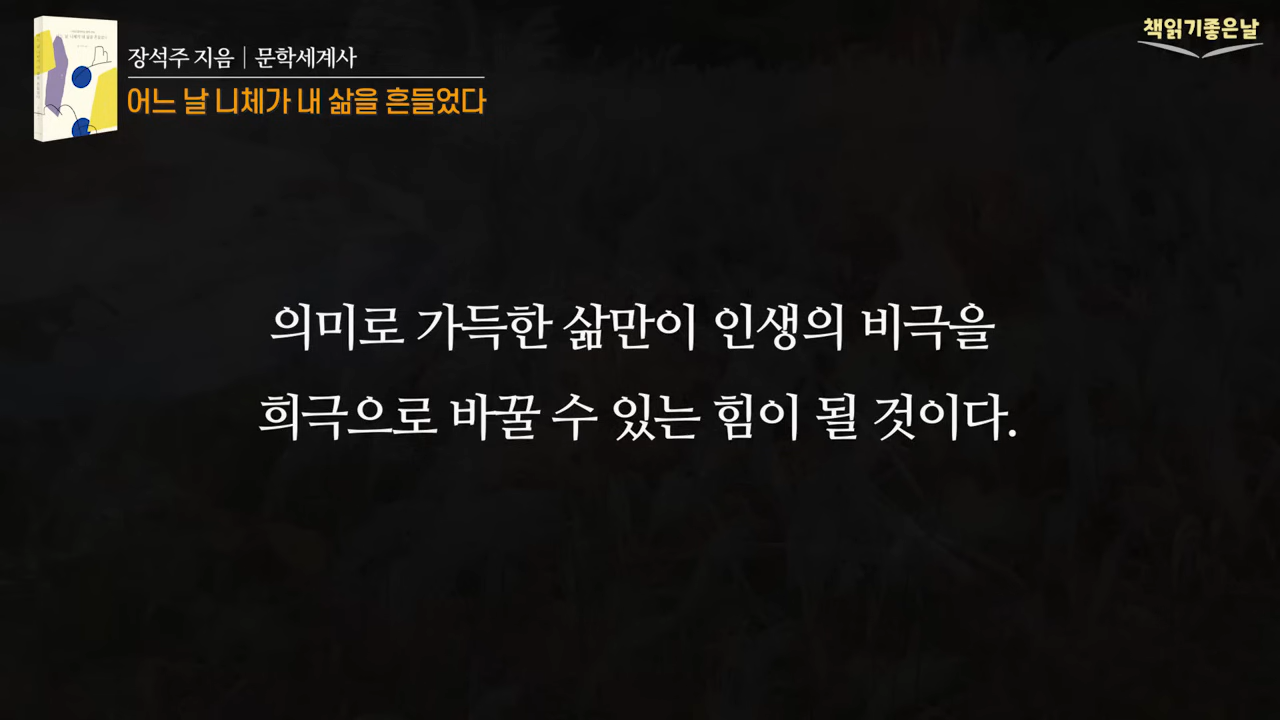 장석주 지음 | 문학세계사
어느 날 니체가 내 삶을 흔들었다
책읽기좋은날
의미로 가득한 삶만이 인생의 비극을
희극으로 바꿀 수 있는 힘이 될 것이다.